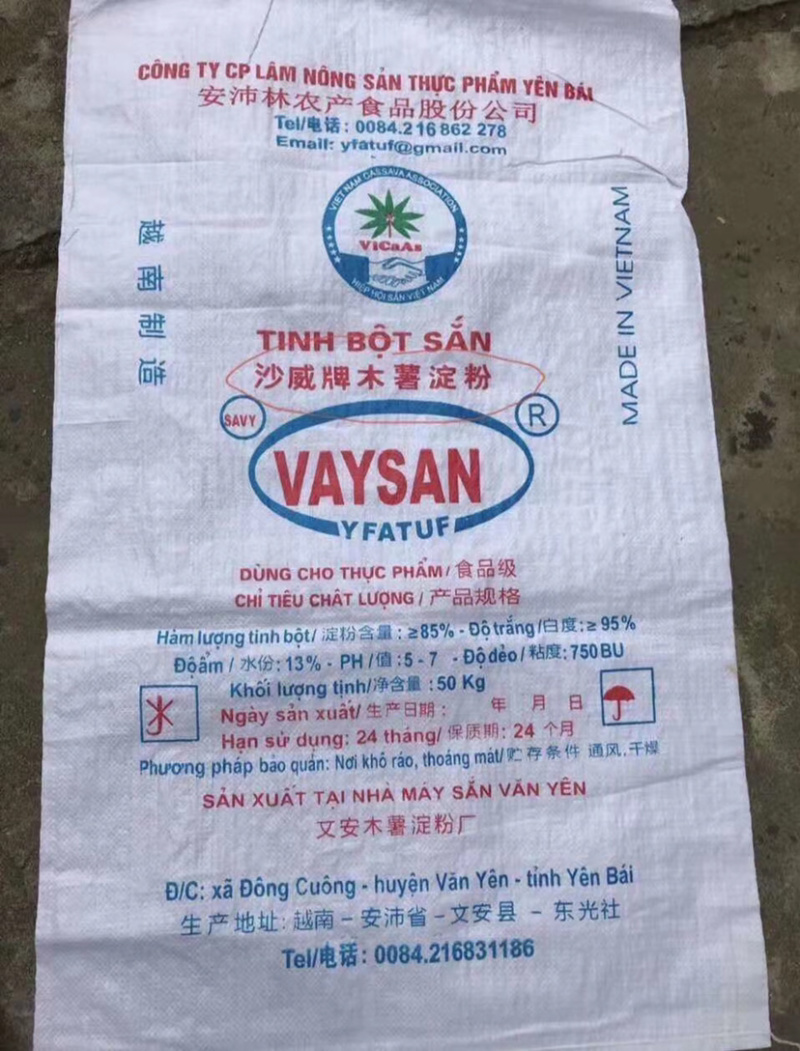 CÔNG TY CP LÂM NÔNG SẢN THỰC PHẨM YÊN BÁI
安沛林农产食品股份公司
Tel/电话: 0084.216 862 278
Email: yfatuf@gmail.com
VIET NAM CASSAVA ASSOCIATION
ViCaAs
HIỆP HỘI SẮN VIỆT NAM
越南制造
MADE IN VIETNAM
TINH BỘT SẮN
沙威牌木薯淀粉
SAVY
R
VAYSAN
YFATUF
DÙNG CHO THỰC PHẨM/食品级
CHỈ TIÊU CHẤT LƯỢNG/产品规格
Hàm lượng tinh bột/淀粉含量: ≥85% - Độ trắng/白度: ≥ 95%
Độ ẩm / 水份: 13% - PH/值: 5 - 7 - Độ dẻo/粘度: 750 BU
Khối lượng tịnh/净含量: 50 Kg
Ngày sản xuất/生产日期: 年 月 日
Hạn sử dụng: 24 tháng/保质期: 24 个月
Phương pháp bảo quản: Nơi khô ráo, thoáng mát/贮存条件 通风.干燥
SẢN XUẤT TẠI NHÀ MÁY SẮN VĂN YÊN
文安木薯淀粉厂
Đ/C: xã Đông Cuông - huyện Văn Yên - tỉnh Yên Bái
生产地址: 越南 - 安沛省 - 文安县 - 东光社
Tel/电话: 0084.216831186